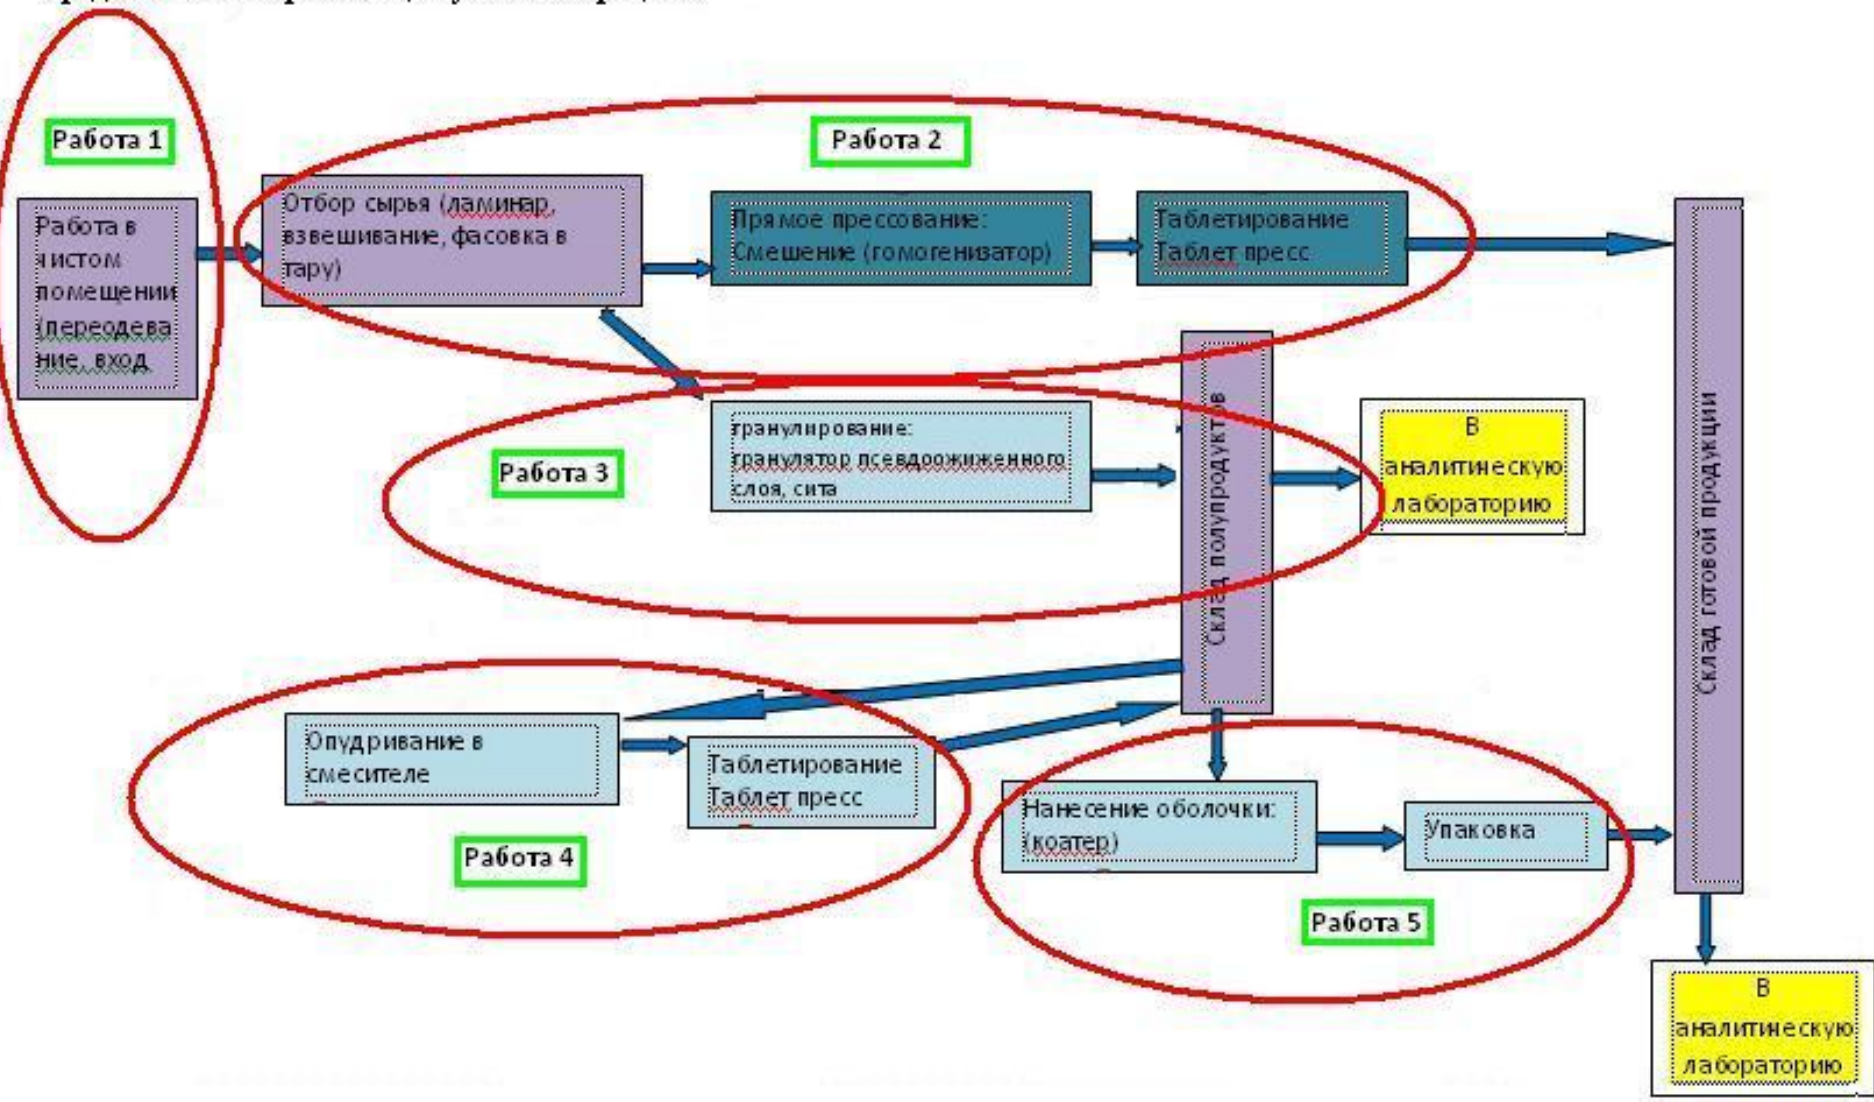 Работа 1
Работа в
чистом
помещении
(переодева
ние, вход
Работа 2
Отбор сырья (ламинар,
взвешивание, фасовка в
тару)
Прямое прессование:
Смешение (гомогенизатор)
Таблетирование
Таблет пресс
Работа 3
гранулирование:
гранулятор псевдоожиженного
слоя, сита
Склад полупродуктов
В
аналитическую
лабораторию
Склад готовой продукции
Опудривание в
смесителе
Таблетирование
Таблет пресс
Работа 4
Нанесение оболочки:
(коатер)
Упаковка
Работа 5
В
аналитическую
лабораторию